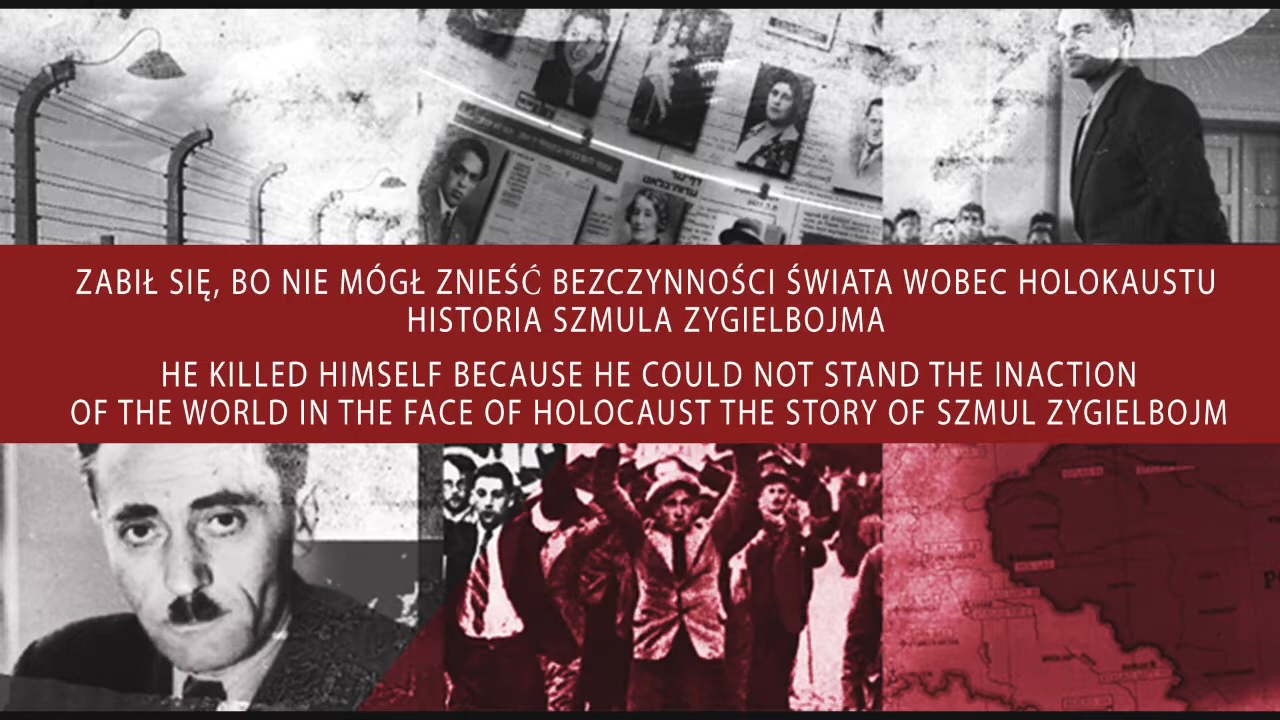 ZABIŁ SIĘ, BO NIE MÓGŁ ZNIEŚĆ BEZCZYNNOŚCI ŚWIATA WOBEC HOLOKAUSTU
HISTORIA SZMULA ZYGIELBOJMA
HE KILLED HIMSELF BECAUSE HE COULD NOT STAND THE INACTION
OF THE WORLD IN THE FACE OF HOLOCAUST THE STORY OF SZMUL ZYGIELBOJM